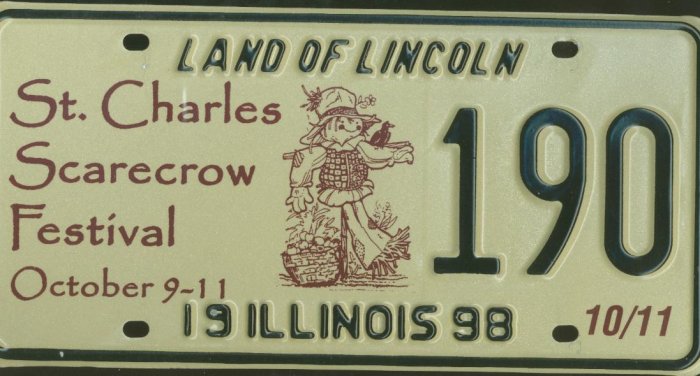 LAND OF LINCOLN
St. Charles
Scarecrow
Festival
October 9-11
190
19 ILLINOIS 98
10/11